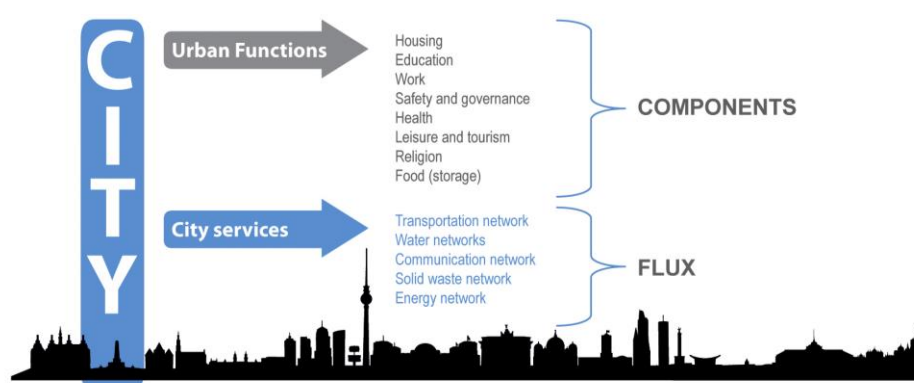 CITY
Urban Functions
Housing
Education
Work
Safety and governance
Health
Leisure and tourism
Religion
Food (storage)
COMPONENTS
City services
Transportation network
Water networks
Communication network
Solid waste network
Energy network
FLUX